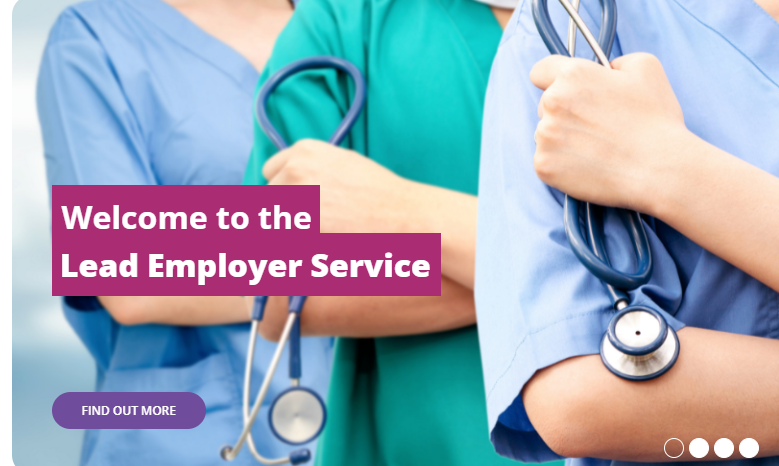 Welcome to the
Lead Employer Service
FIND OUT MORE